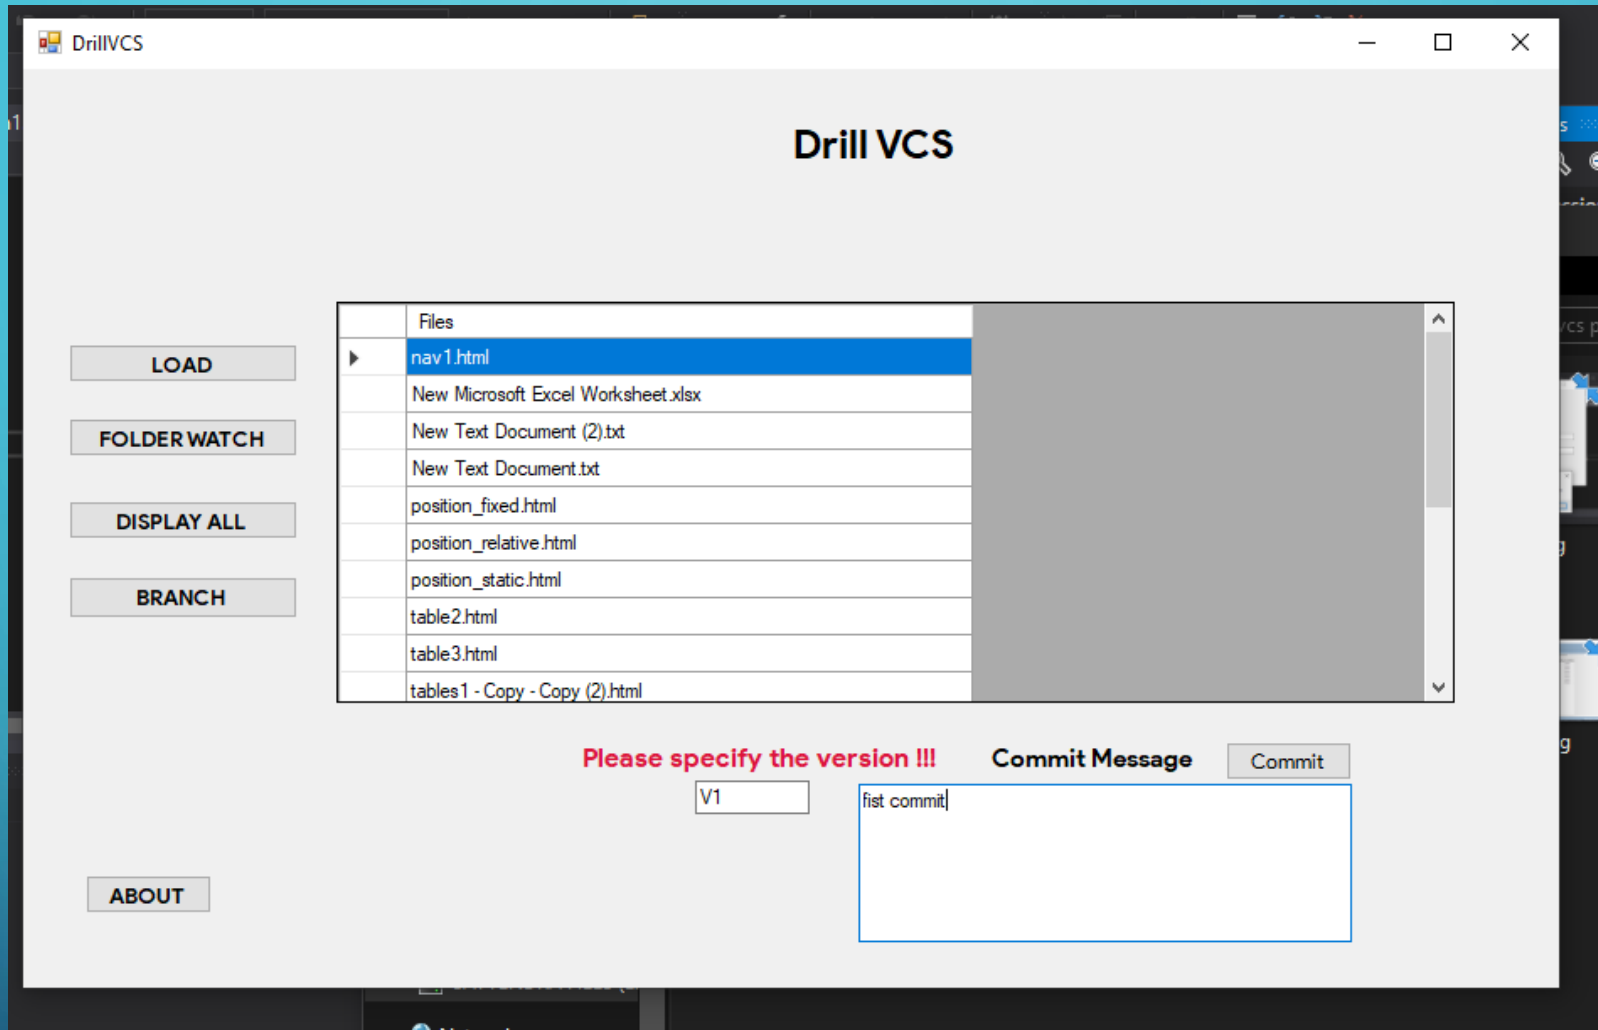 DrillVCS
Drill VCS
Files
nav1.html
New Microsoft Excel Worksheet.xlsx
New Text Document (2).txt
New Text Document.txt
position_fixed.html
position_relative.html
position_static.html
table2.html
table3.html
tables1 - Copy - Copy (2).html
LOAD
FOLDER WATCH
DISPLAY ALL
BRANCH
Please specify the version !!!
Commit Message
Commit
V1
fist commit
ABOUT